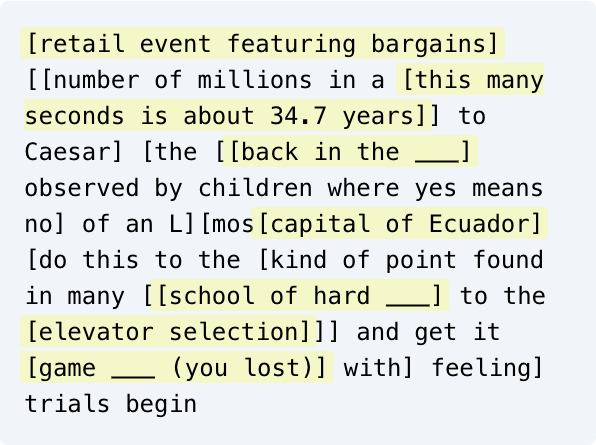 [retail event featuring bargains]
[[number of millions in a [this many
seconds is about 34.7 years]] to
Caesar] [the [[back in the ___]
observed by children where yes means
no] of an L][mos[capital of Ecuador]
[do this to the [kind of point found
in many [[school of hard ___] to the
[elevator selection]]] and get it
[game ___ (you lost)] with] feeling]
trials begin